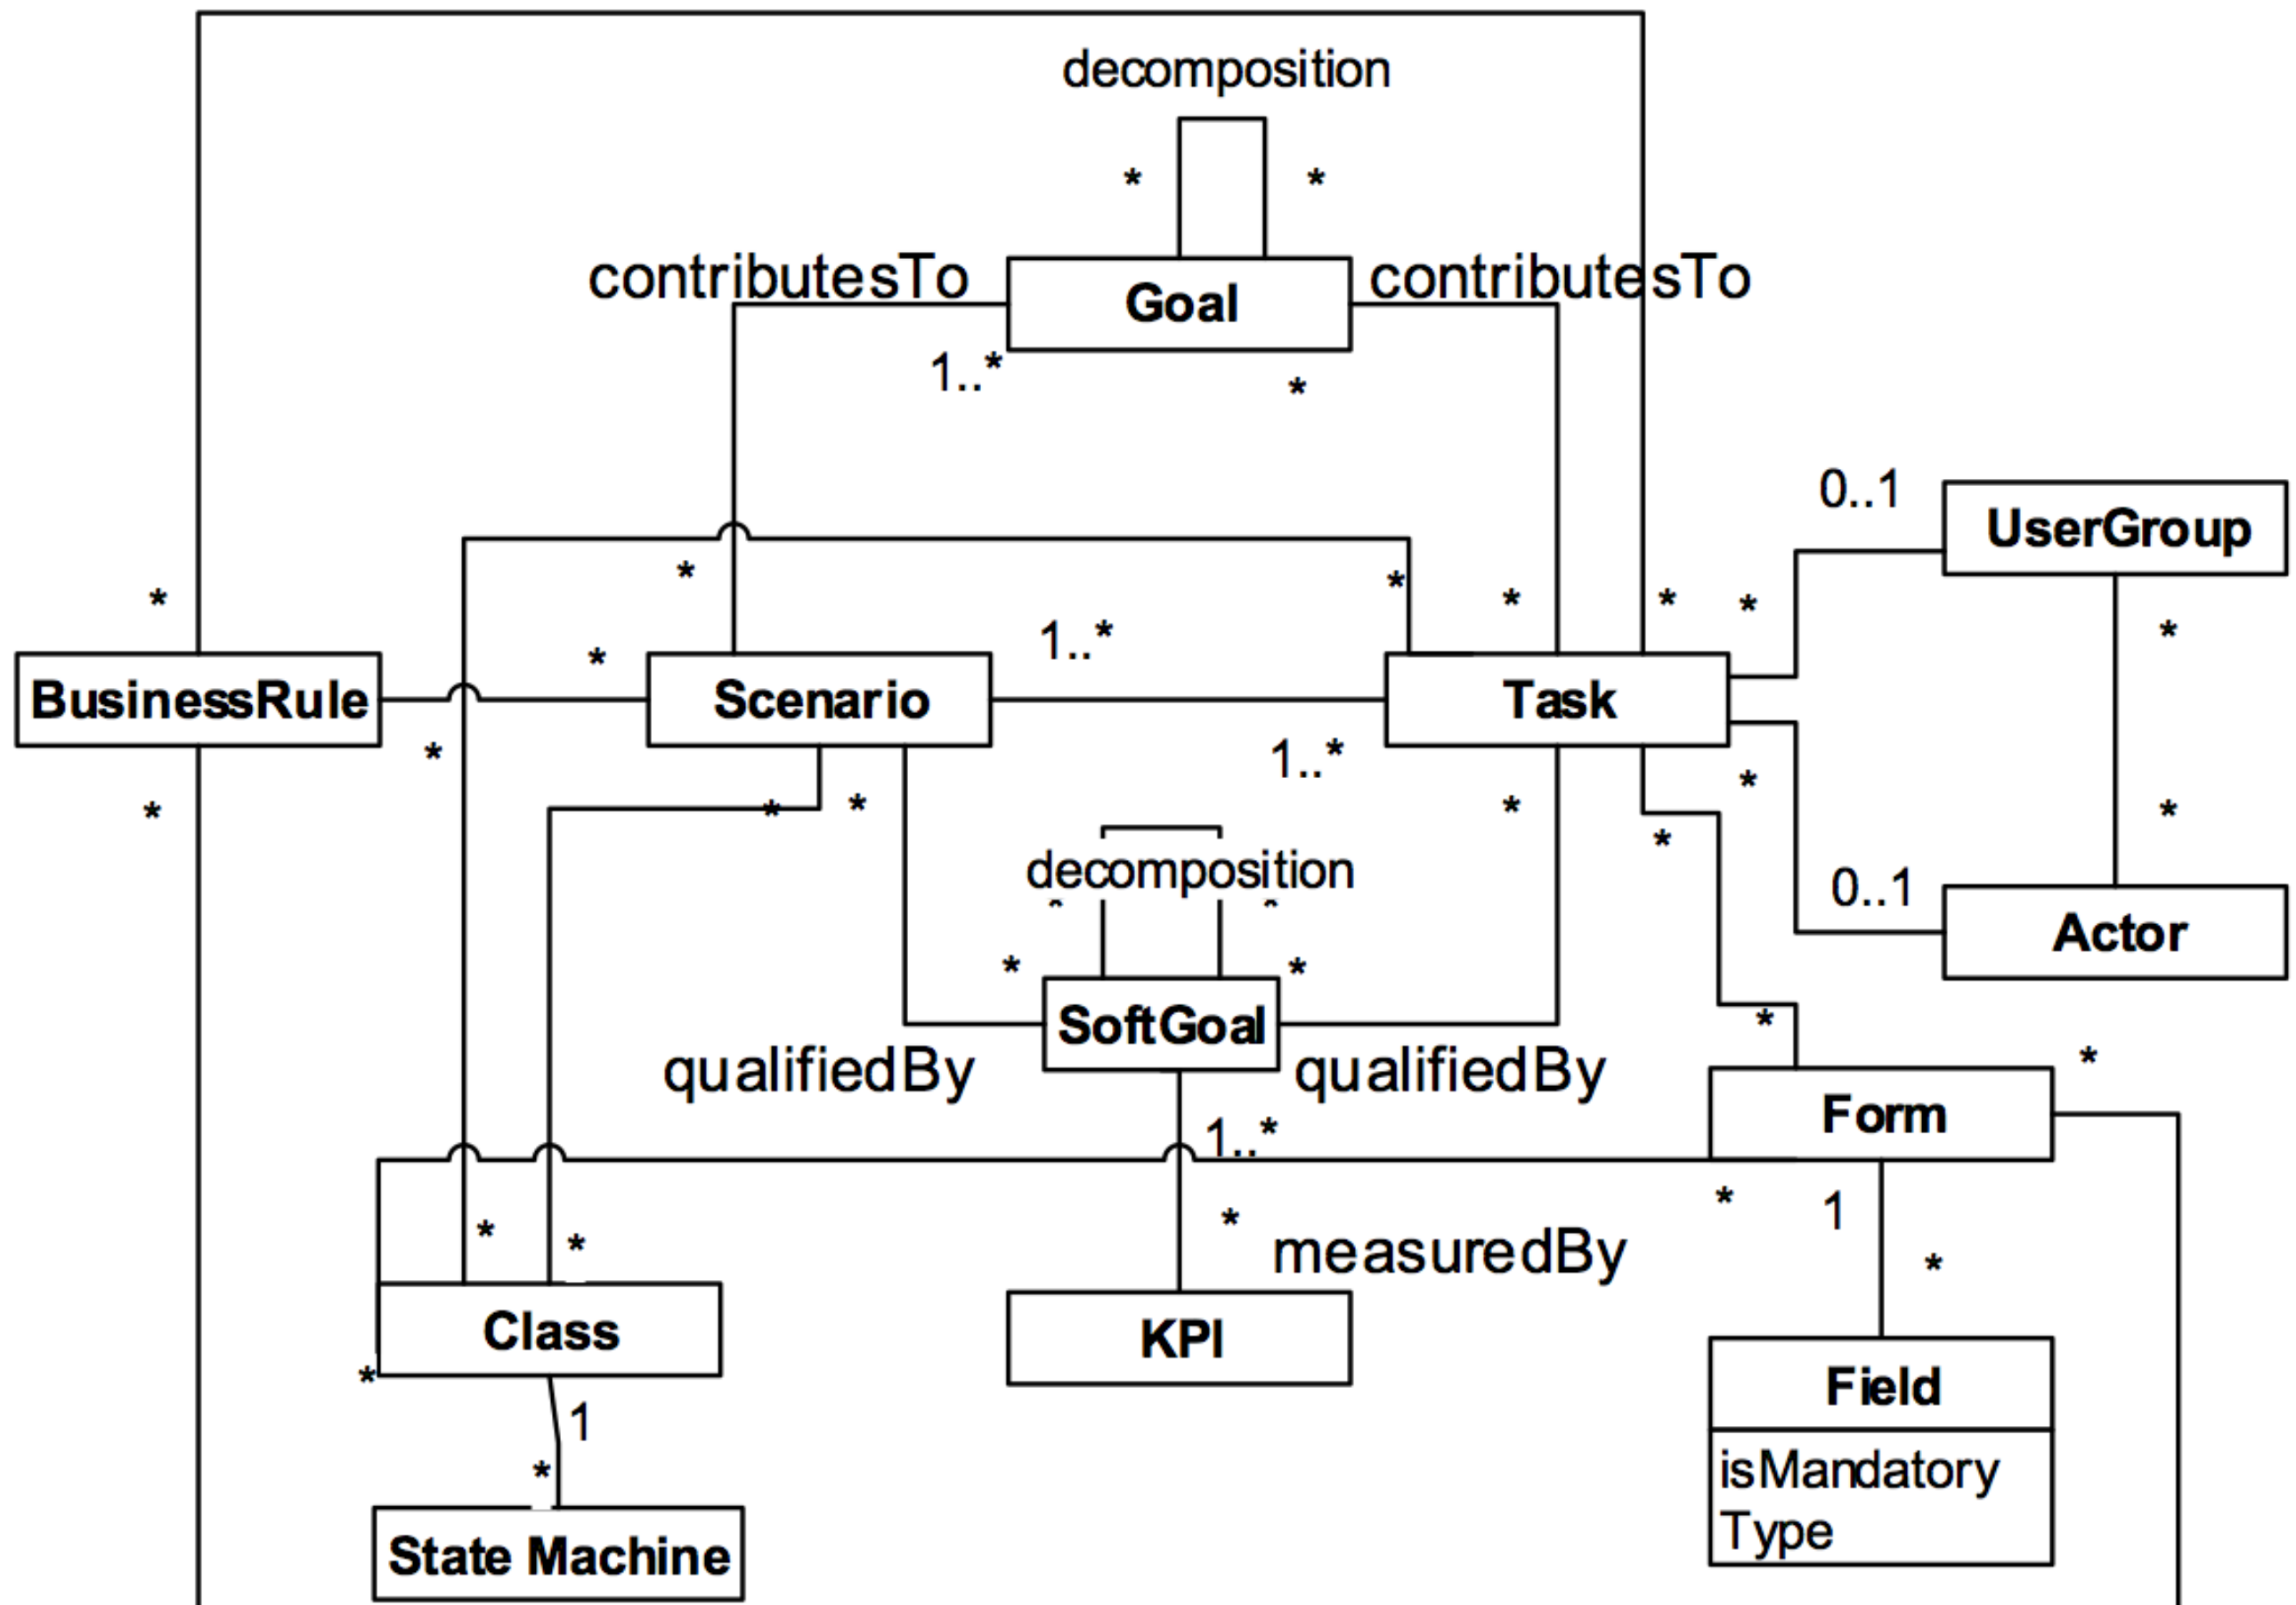 decomposition
* *
contributesTo contributesTo
Goal
1..* *
0..1
UserGroup
* * * * * * *
1..* *
BusinessRule Scenario Task
* 1..* *
* * * * *
decomposition 0..1 *
Actor
* *
SoftGoal
qualifiedBy qualifiedBy * *
Form
1..*
* 1
* * * *
measuredBy
Class KPI
* Field
1
* isMandatory
Type
State Machine